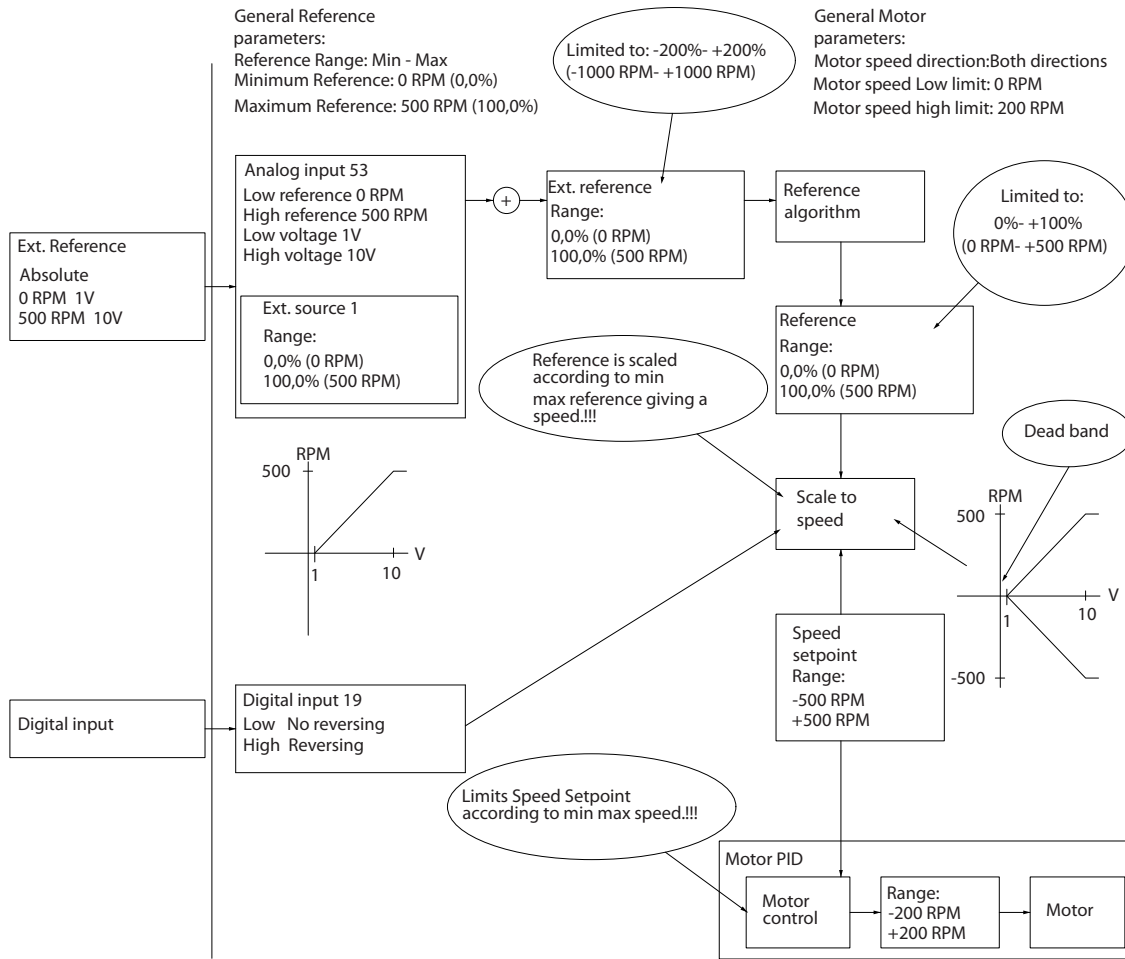 General Reference
parameters:
Reference Range: Min - Max
Minimum Reference: 0 RPM (0,0%)
Maximum Reference: 500 RPM (100,0%)
Limited to: -200%- +200%
(-1000 RPM- +1000 RPM)
General Motor
parameters:
Motor speed direction:Both directions
Motor speed Low limit: 0 RPM
Motor speed high limit: 200 RPM
Ext. Reference
Absolute
0 RPM 1V
500 RPM 10V
Analog input 53
Low reference 0 RPM
High reference 500 RPM
Low voltage 1V
High voltage 10V
Ext. source 1
Range:
0,0% (0 RPM)
100,0% (500 RPM)
+
Ext. reference
Range:
0,0% (0 RPM)
100,0% (500 RPM)
Reference
algorithm
Limited to:
0%- +100%
(0 RPM- +500 RPM)
Reference
Range:
0,0% (0 RPM)
100,0% (500 RPM)
Reference is scaled
according to min
max reference giving a
speed.!!!
RPM
500
V
1
10
Scale to
speed
Dead band
RPM
500
V
1
10
-500
Speed
setpoint
Range:
-500 RPM
+500 RPM
Digital input
Digital input 19
Low No reversing
High Reversing
Limits Speed Setpoint
according to min max speed.!!!
Motor PID
Motor
control
Range:
-200 RPM
+200 RPM
Motor